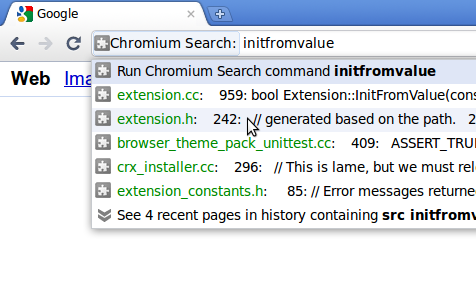 Google
Chromium Search: initfromvalue
Web Ima
Run Chromium Search command initfromvalue
extension.cc: 959: bool Extension::InitFromValue(cons
extension.h: 242: // generated based on the path. 2
browser_theme_pack_unittest.cc: 409: ASSERT_TRU
crx_installer.cc: 296: // This is lame, but we must rel
extension_constants.h: 85: // Error messages returne
See 4 recent pages in history containing src initfromv